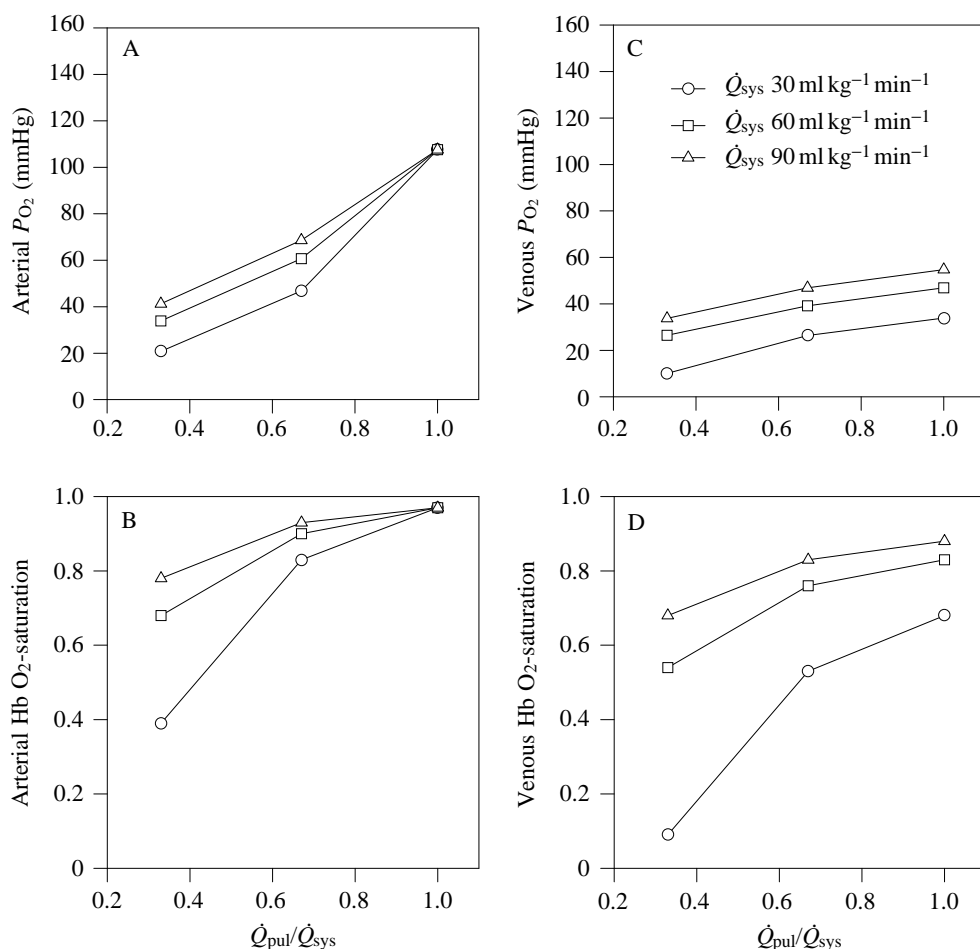 A
Arterial P_O₂ (mmHg)
160
140
120
100
80
60
40
20
0
0.2 0.4 0.6 0.8 1.0
C
Venous P_O₂ (mmHg)
160
140
120
100
80
60
40
20
0
0.2 0.4 0.6 0.8 1.0
Q̇sys 30 ml kg⁻¹ min⁻¹
Q̇sys 60 ml kg⁻¹ min⁻¹
Q̇sys 90 ml kg⁻¹ min⁻¹
B
Arterial Hb O₂-saturation
1.0
0.8
0.6
0.4
0.2
0
0.2 0.4 0.6 0.8 1.0
Q̇pul/Q̇sys
D
Venous Hb O₂-saturation
1.0
0.8
0.6
0.4
0.2
0
0.2 0.4 0.6 0.8 1.0
Q̇pul/Q̇sys